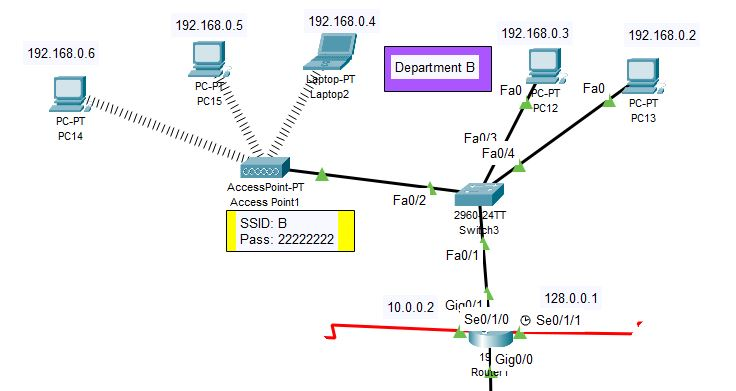 192.168.0.6
192.168.0.5
192.168.0.4
192.168.0.3
192.168.0.2
Department B
PC-PT
PC14
PC-PT
PC15
Laptop-PT
Laptop2
Fa0
PC-PT
PC12
Fa0
PC-PT
PC13
Fa0/3
Fa0/4
AccessPoint-PT
Access Point1
SSID: B
Pass: 22222222
Fa0/2
2960-24TT
Switch3
Fa0/1
Gig0/1
10.0.0.2
Se0/1/0
128.0.0.1
Se0/1/1
Gig0/0